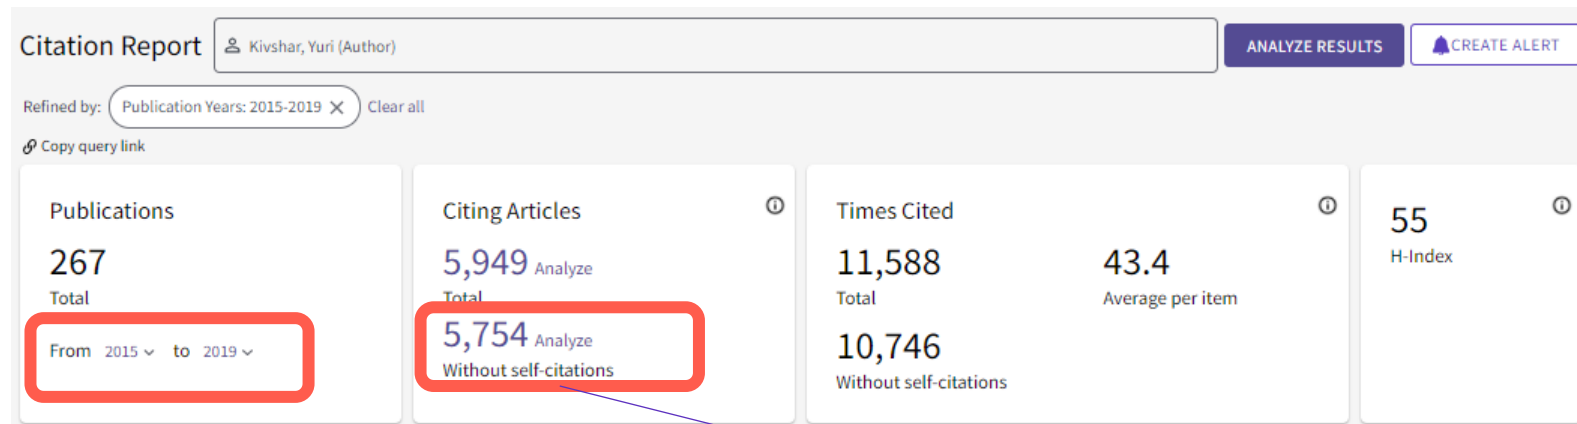 Citation Report
Kivshar, Yuri (Author)
ANALYZE RESULTS
CREATE ALERT
Refined by:
Publication Years: 2015-2019
Clear all
Copy query link
Publications
267
Total
From 2015 to 2019
Citing Articles
5,949 Analyze
Total
5,754 Analyze
Without self-citations
Times Cited
11,588
Total
43.4
Average per item
10,746
Without self-citations
55
H-Index